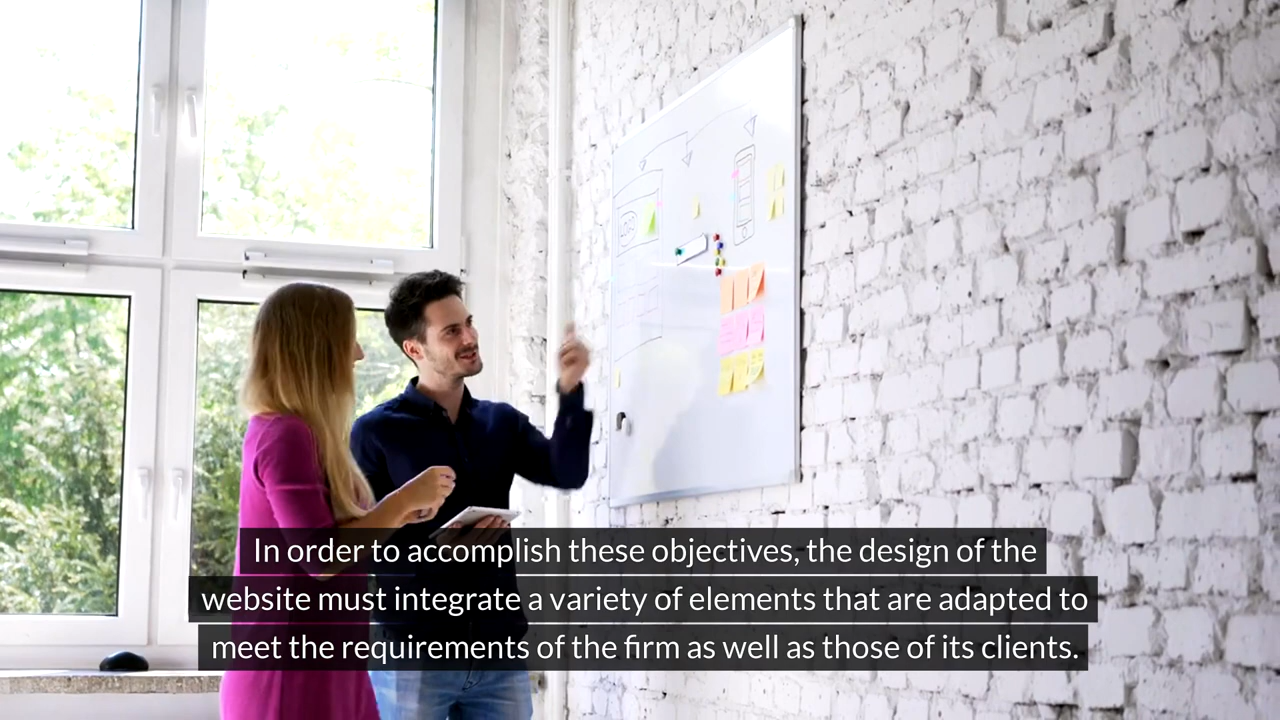 LOGO
In order to accomplish these objectives, the design of the
website must integrate a variety of elements that are adapted to
meet the requirements of the firm as well as those of its clients.